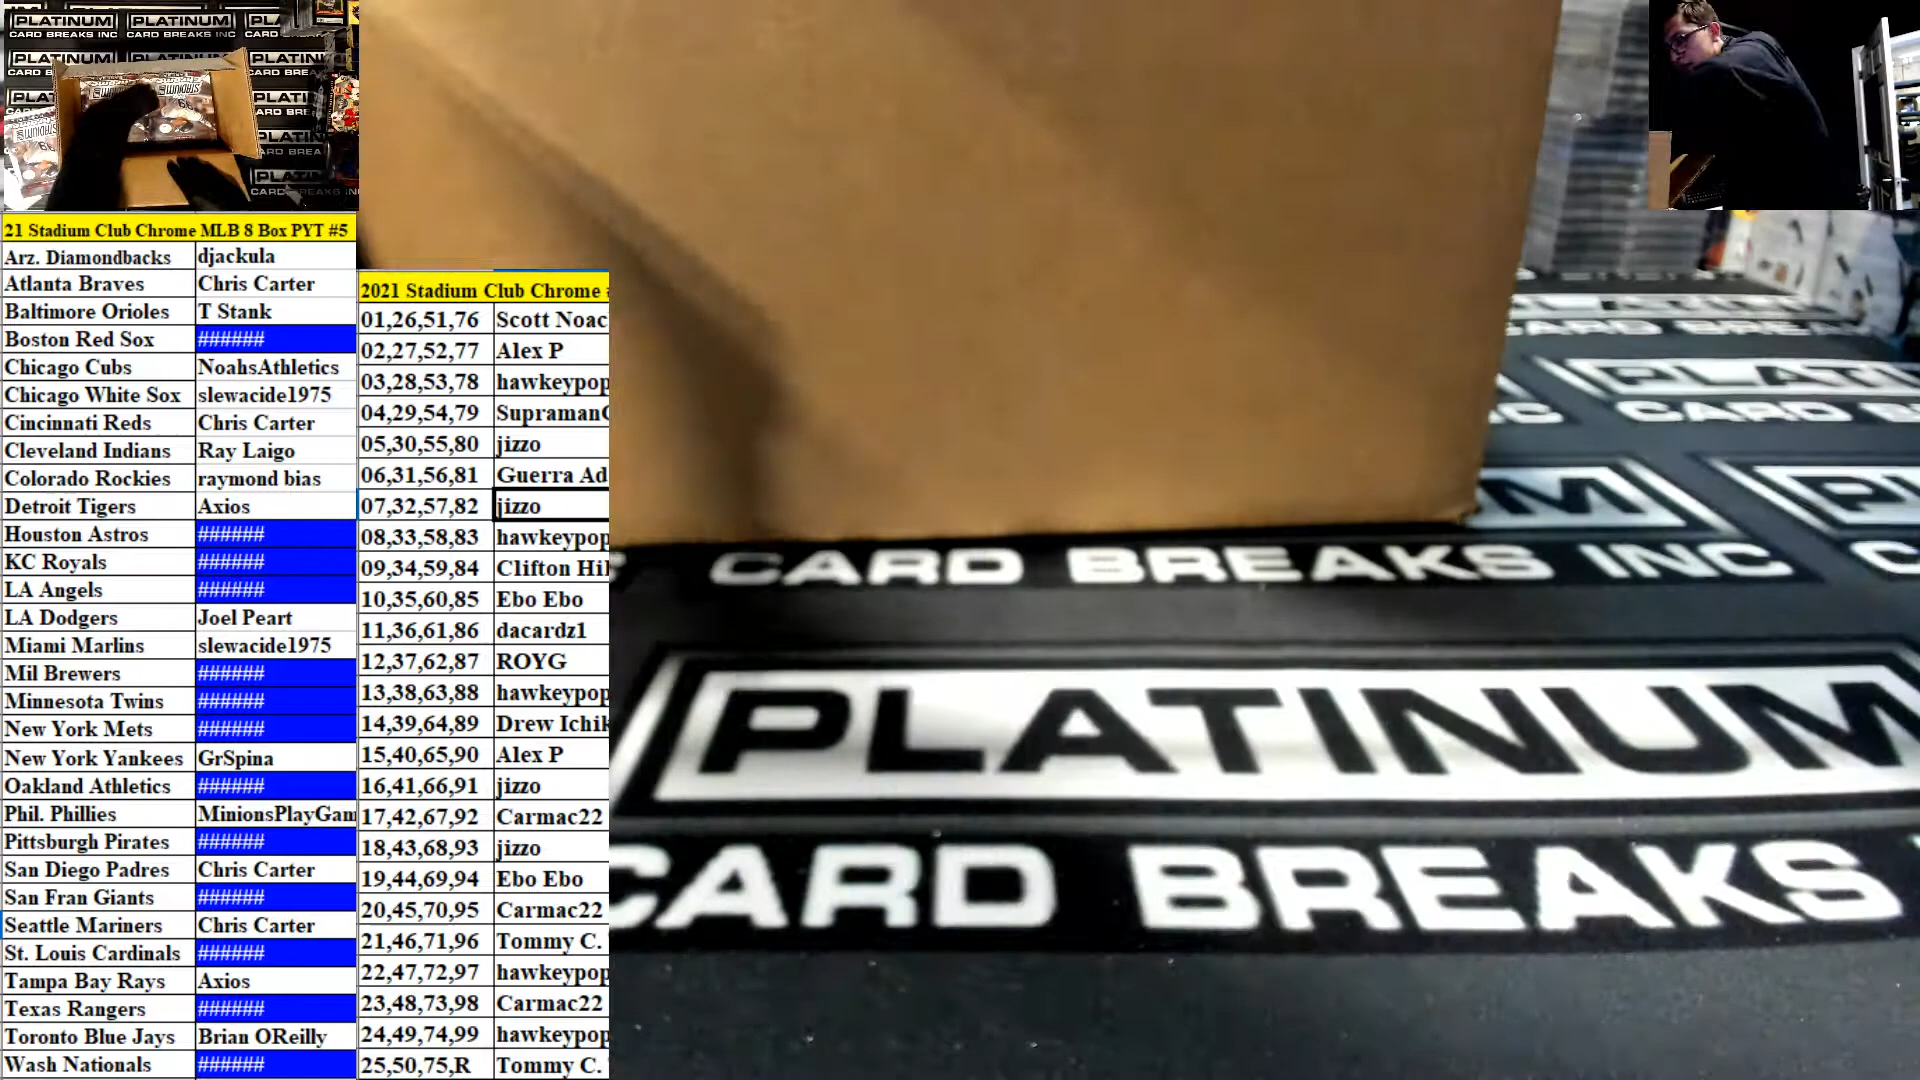 PLATINUM PLATINUM
CARD BREAKS INC CARD BREAKS INC CARD BRE
PLATINUM PLATINUM
21 Stadium Club Chrome MLB 8 Box PYT #5
Arz. Diamondbacks djackula
Atlanta Braves Chris Carter
Baltimore Orioles T Stank
Boston Red Sox ######
Chicago Cubs NoahsAthletics
Chicago White Sox slewacide1975
Cincinnati Reds Chris Carter
Cleveland Indians Ray Laigo
Colorado Rockies raymond bias
Detroit Tigers Axios
Houston Astros ######
KC Royals ######
LA Angels ######
LA Dodgers Joel Peart
Miami Marlins slewacide1975
Mil Brewers ######
Minnesota Twins ######
New York Mets ######
New York Yankees GrSpina
Oakland Athletics ######
Phil. Phillies MinionsPlayGam
Pittsburgh Pirates ######
San Diego Padres Chris Carter
San Fran Giants ######
Seattle Mariners Chris Carter
St. Louis Cardinals ######
Tampa Bay Rays Axios
Texas Rangers ######
Toronto Blue Jays Brian OReilly
Wash Nationals ######
2021 Stadium Club Chrome #
01,26,51,76 Scott Noac
02,27,52,77 Alex P
03,28,53,78 hawkeypop
04,29,54,79 SupramanC
05,30,55,80 jizzo
06,31,56,81 Guerra Ad
07,32,57,82 jizzo
08,33,58,83 hawkeypop
09,34,59,84 Clifton Hil
10,35,60,85 Ebo Ebo
11,36,61,86 dacardz1
12,37,62,87 ROYG
13,38,63,88 hawkeypop
14,39,64,89 Drew Ichik
15,40,65,90 Alex P
16,41,66,91 jizzo
17,42,67,92 Carmac22
18,43,68,93 jizzo
19,44,69,94 Ebo Ebo
20,45,70,95 Carmac22
21,46,71,96 Tommy C.
22,47,72,97 hawkeypop
23,48,73,98 Carmac22
24,49,74,99 hawkeypop
25,50,75,R Tommy C.
CARD BREAKS INC
PLATINUM
CARD BREAKS